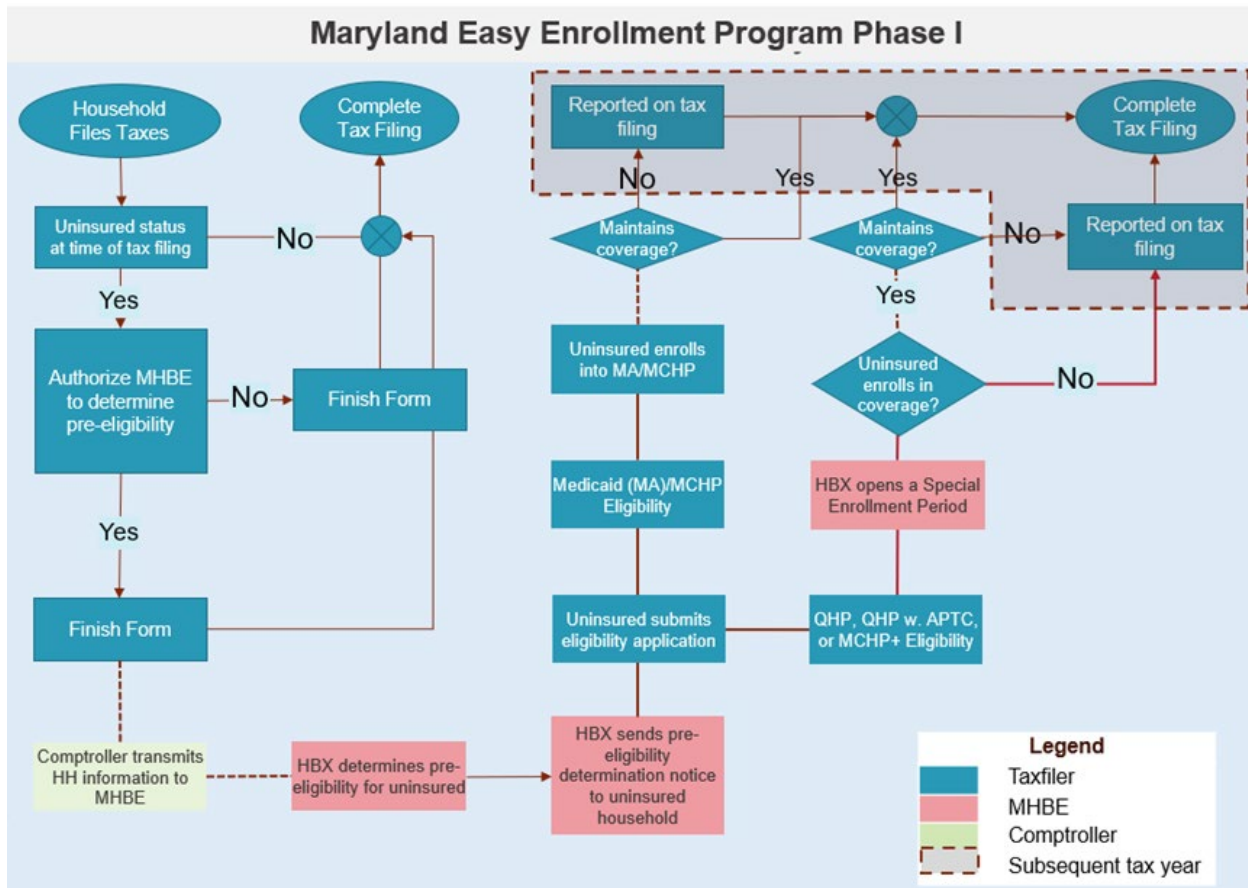 Maryland Easy Enrollment Program Phase I
Household
Files Taxes
Complete
Tax Filing
Uninsured status
at time of tax filing
No
Yes
Authorize MHBE
to determine
pre-eligibility
No
Finish Form
Yes
Finish Form
Comptroller transmits
HH information to
MHBE
HBX determines pre-
eligibility for uninsured
HBX sends pre-
eligibility
determination notice
to uninsured
household
Uninsured submits
eligibility application
Medicaid (MA)/MCHP
Eligibility
Uninsured enrolls
into MA/MCHP
Maintains
coverage?
No
Yes
Reported on tax
filing
QHP, QHP w. APTC,
or MCHP+ Eligibility
HBX opens a Special
Enrollment Period
Uninsured
enrolls in
coverage?
No
Yes
Maintains
coverage?
Yes
No
Reported on tax
filing
Complete
Tax Filing
Legend
Taxfiler
MHBE
Comptroller
Subsequent tax year